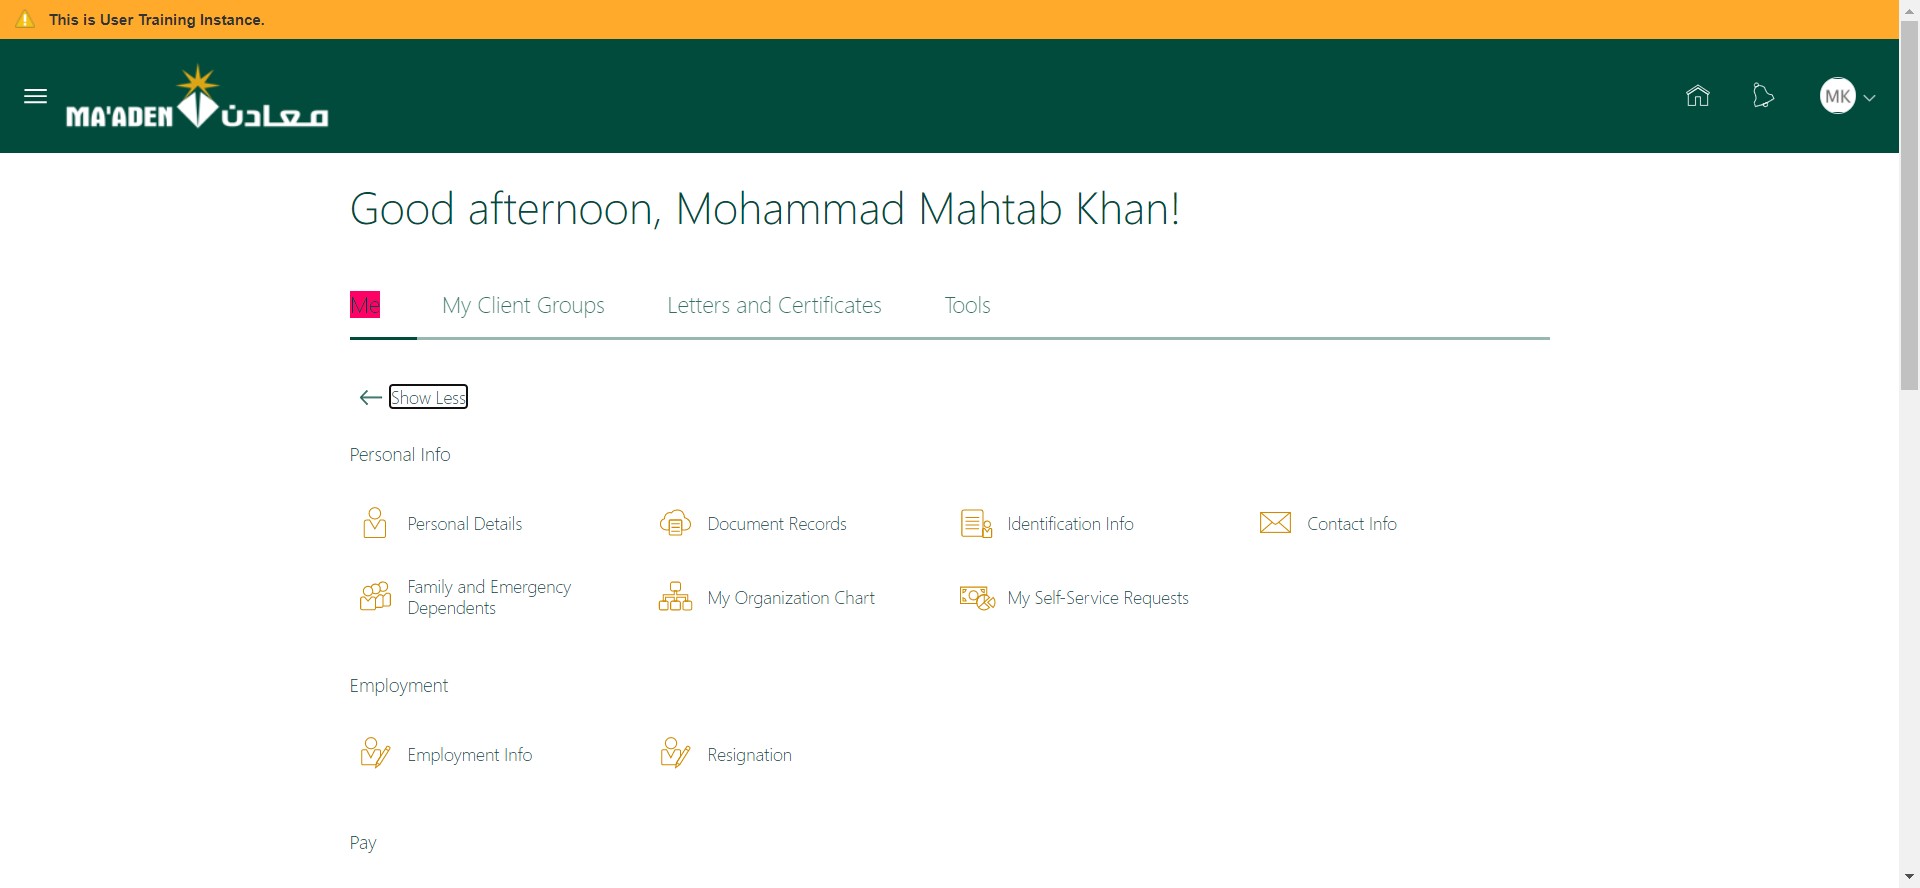 This is User Training Instance.
MA'ADEN معادن
MK
Good afternoon, Mohammad Mahtab Khan!
Me My Client Groups Letters and Certificates Tools
Show Less
Personal Info
Personal Details Document Records Identification Info Contact Info
Family and Emergency
Dependents
My Organization Chart My Self-Service Requests
Employment
Employment Info Resignation
Pay